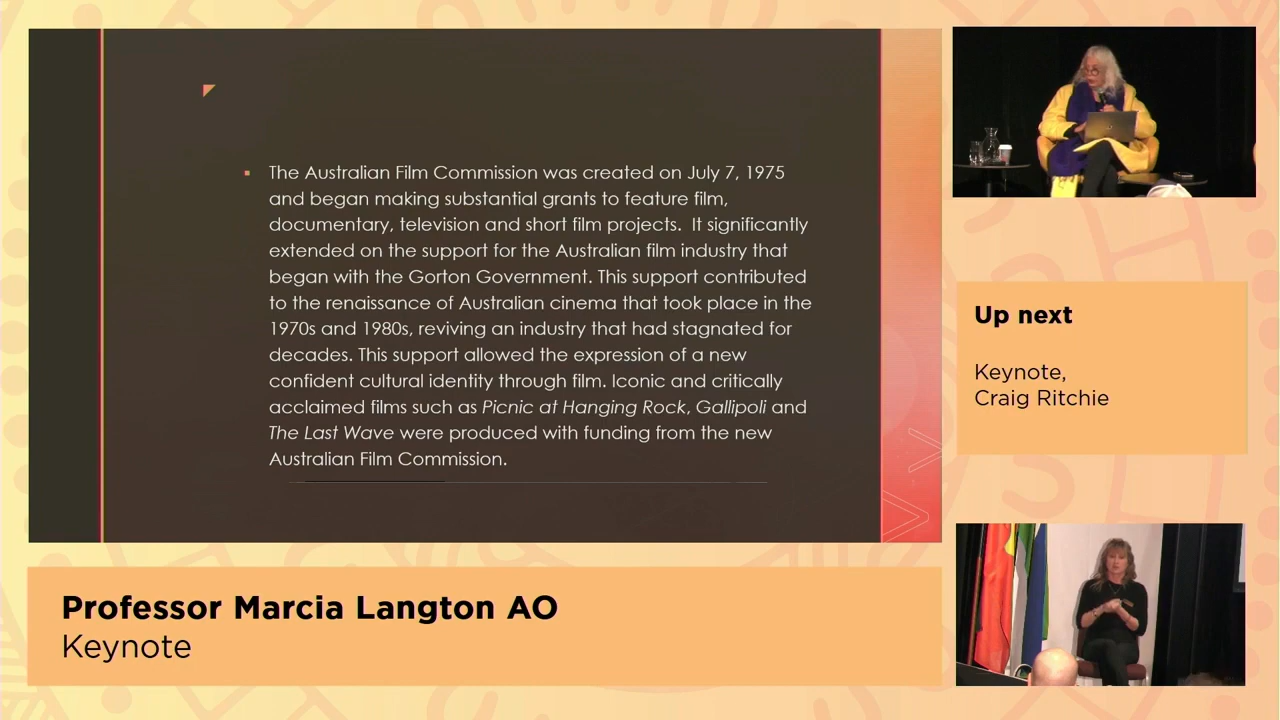 The Australian Film Commission was created on July 7, 1975
and began making substantial grants to feature film,
documentary, television and short film projects.  It significantly
extended on the support for the Australian film industry that
began with the Gorton Government. This support contributed
to the renaissance of Australian cinema that took place in the
1970s and 1980s, reviving an industry that had stagnated for
decades. This support allowed the expression of a new
confident cultural identity through film. Iconic and critically
acclaimed films such as Picnic at Hanging Rock, Gallipoli and
The Last Wave were produced with funding from the new
Australian Film Commission.
Up next
Keynote,
Craig Ritchie
Professor Marcia Langton AO
Keynote